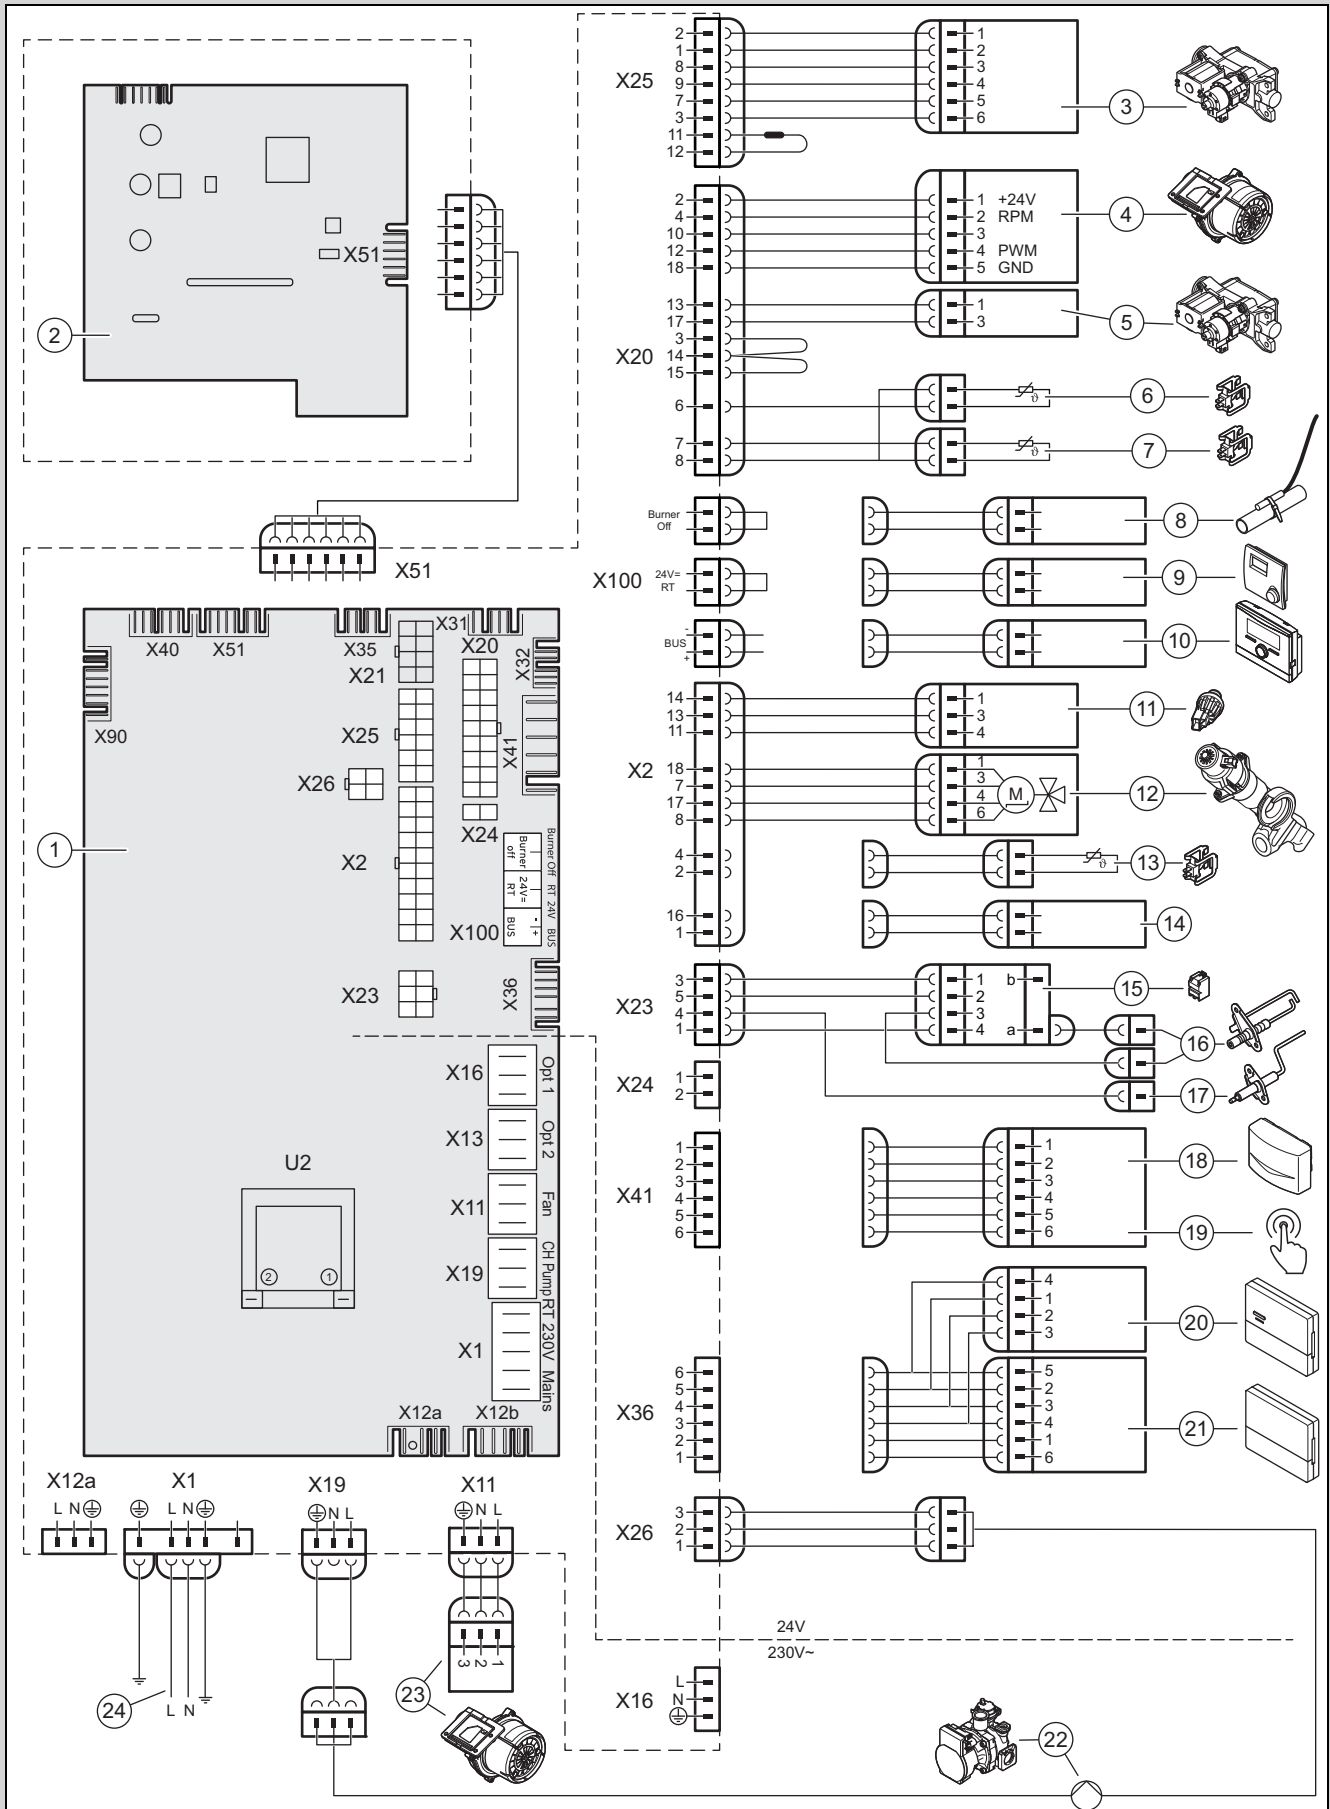 X51
2
X51
X40
X51
X35
X31
X21
X20
X32
X90
X25
X41
X26
X24
X2
Burner off
24V= RT
BUS
- +
Burner Off RT 24V BUS
X100
X23
X36
1
X16
Opt 1
X13
Opt 2
X11
Fan
X19
CH Pump
X1
RT 230V Mains
U2
2 1
X12a
X12b
X12a
L N
X1
L N
X19
N L
X11
N L
24
L N
3 2 1
23
X25
2 1
1 2
8 3
9 4
7 5
3 6
11
12
3
X20
2 1 +24V
4 2 RPM
10 3
12 4 PWM
18 5 GND
4
13 1
17 3
5
3
14
15
6
ϑ
6
7
8
ϑ
7
Burner
Off
8
X100
24V=
RT
9
-
BUS
+
10
X2
14 1
13 3
11 4
11
18 1
7 3
17 4
8 6
M
12
4
2
ϑ
13
16
1
14
X23
3 1 b
5 2
4 3
1 4 a
15
16
17
X24
1
2
X41
1 1
2 2
3 3
4 4
5 5
6 6
18
19
4
1
2
3
20
X36
6 5
5 2
4 3
3 4
2 1
1 6
21
X26
3
2
1
24V
230V~
X16
L
N
22